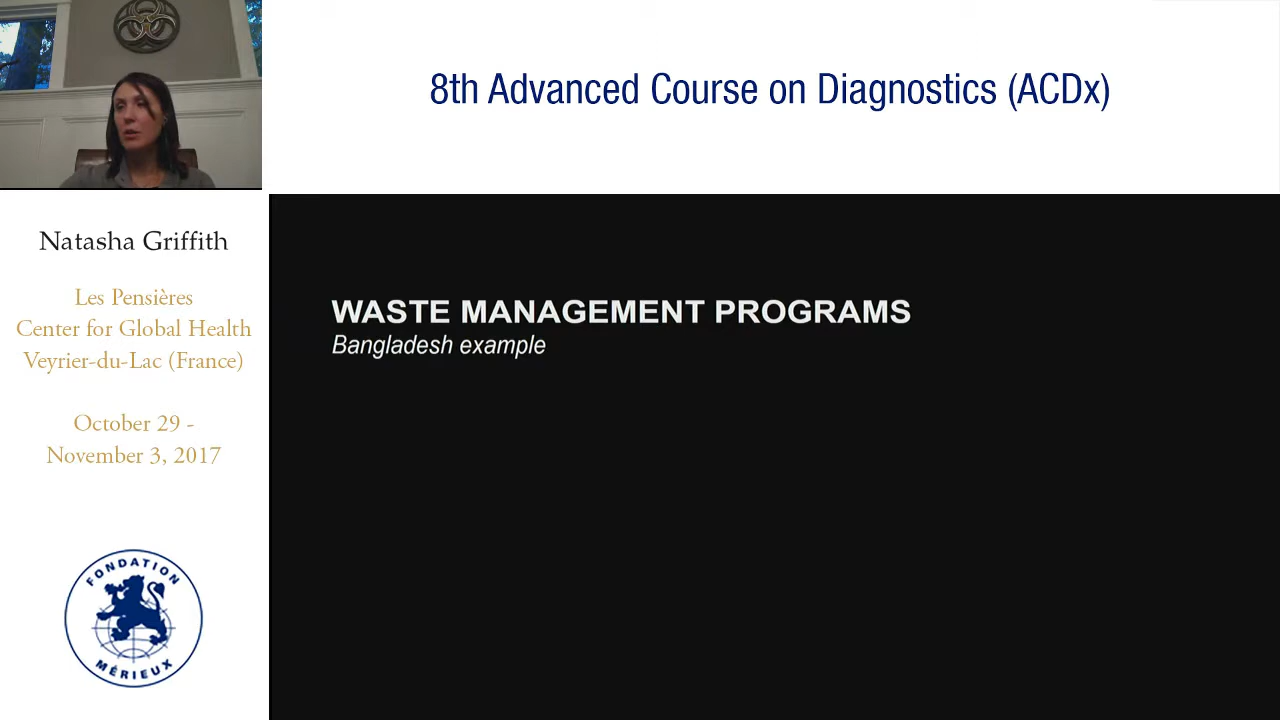 8th Advanced Course on Diagnostics (ACDx)
Natasha Griffith
Les Pensières
Center for Global Health
Veyrier-du-Lac (France)
October 29 -
November 3, 2017
FONDATION
MÉRIEUX
WASTE MANAGEMENT PROGRAMS
Bangladesh example